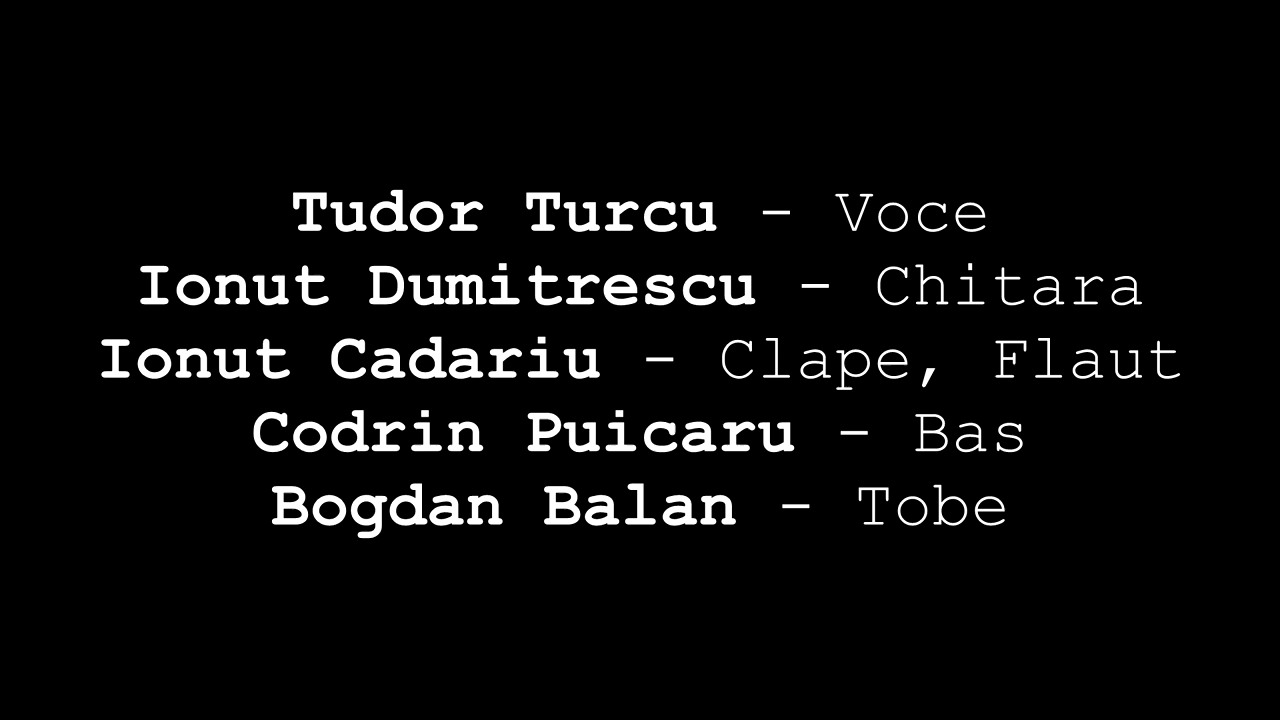 Tudor Turcu - Voce
Ionut Dumitrescu - Chitara
Ionut Cadariu - Clape, Flaut
Codrin Puicaru - Bas
Bogdan Balan - Tobe